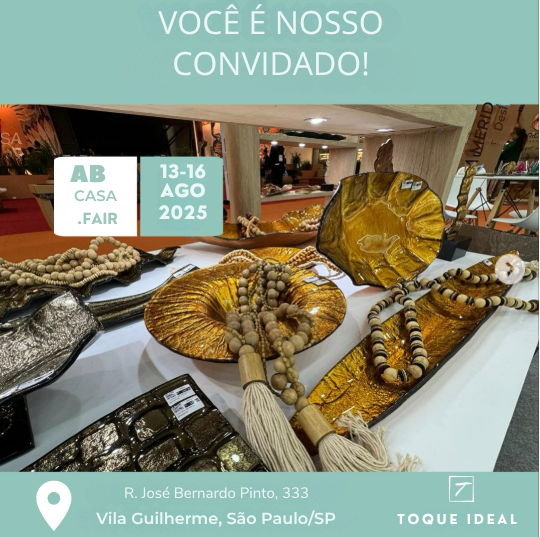 VOCÊ É NOSSO
CONVIDADO!
AB
CASA
.FAIR
13-16
AGO
2025
R. José Bernardo Pinto, 333
Vila Guilherme, São Paulo/SP
T
TOQUE IDEAL